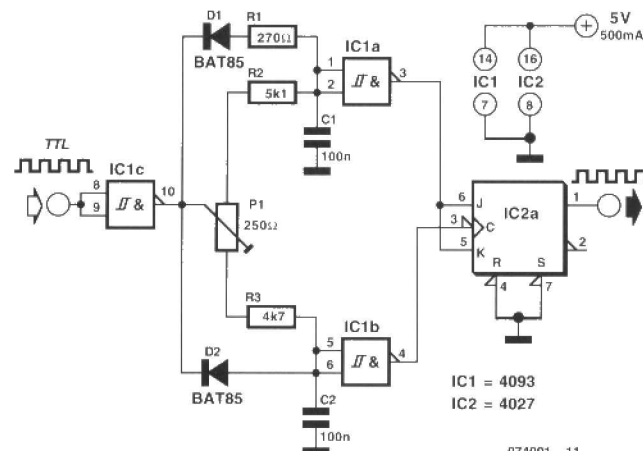 D1
BAT85
R1
270Ω
R2
5k1
C1
100n
1
2
IC1a
&
3
TTL
IC1c
8
9
&
10
P1
250Ω
R3
4k7
D2
BAT85
C2
100n
5
6
IC1b
&
4
6
3
5
J
C
K
IC2a
R
S
4
7
1
2
14
16
IC1
IC2
7
8
+
5V
500mA
IC1 = 4093
IC2 = 4027